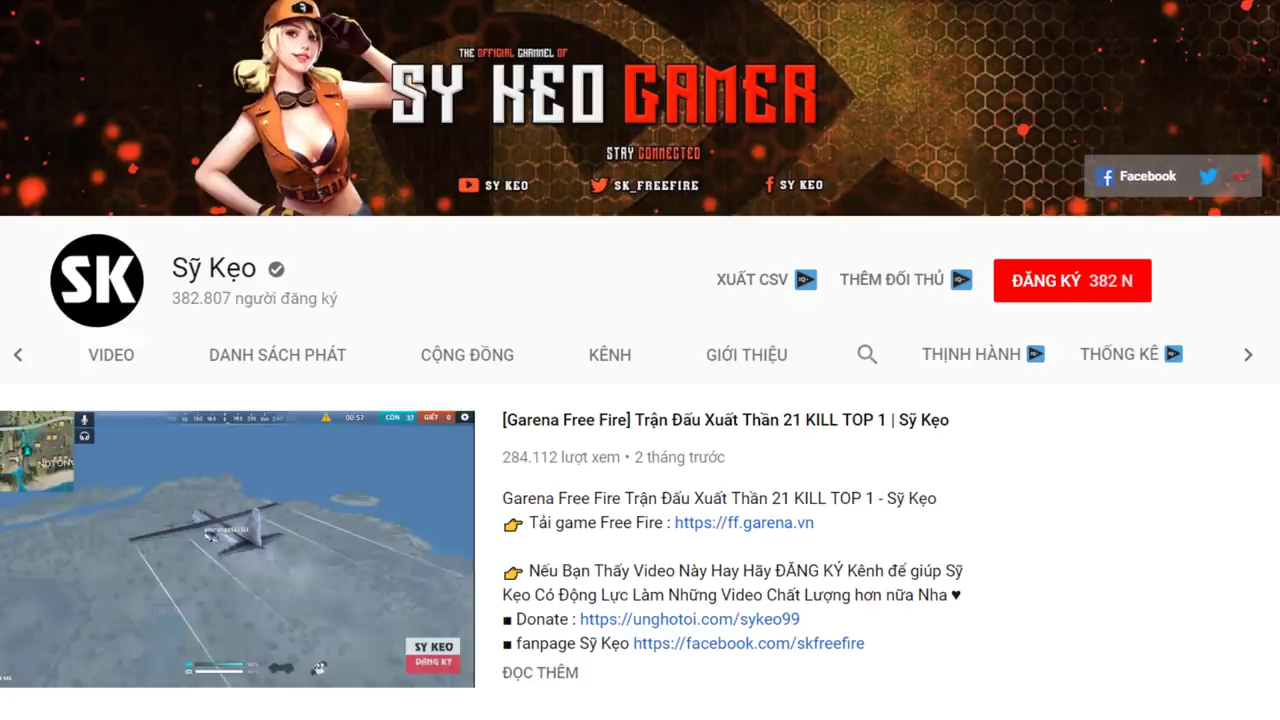 THE OFFICIAL CHANNEL OF
SY KEO GAMER
STAY CONNECTED
SY KEO
SK_FREEFIRE
SY KEO
Facebook
SK
Sỹ Kẹo
382.807 người đăng ký
XUẤT CSV
THÊM ĐỐI THỦ
ĐĂNG KÝ 382 N
VIDEO
DANH SÁCH PHÁT
CỘNG ĐỒNG
KÊNH
GIỚI THIỆU
THỊNH HÀNH
THỐNG KÊ
00:57
CÒN 37
GIẾT 0
SY KEO
ĐĂNG KÝ
[Garena Free Fire] Trận Đấu Xuất Thần 21 KILL TOP 1 | Sỹ Kẹo
284.112 lượt xem • 2 tháng trước
Garena Free Fire Trận Đấu Xuất Thần 21 KILL TOP 1 - Sỹ Kẹo
👉 Tải game Free Fire : https://ff.garena.vn
👉 Nếu Bạn Thấy Video Này Hay Hãy ĐĂNG KÝ Kênh để giúp Sỹ
Kẹo Có Động Lực Làm Những Video Chất Lượng hơn nữa Nha ♥
■ Donate : https://unghotoi.com/sykeo99
■ fanpage Sỹ Kẹo https://facebook.com/skfreefire
ĐỌC THÊM